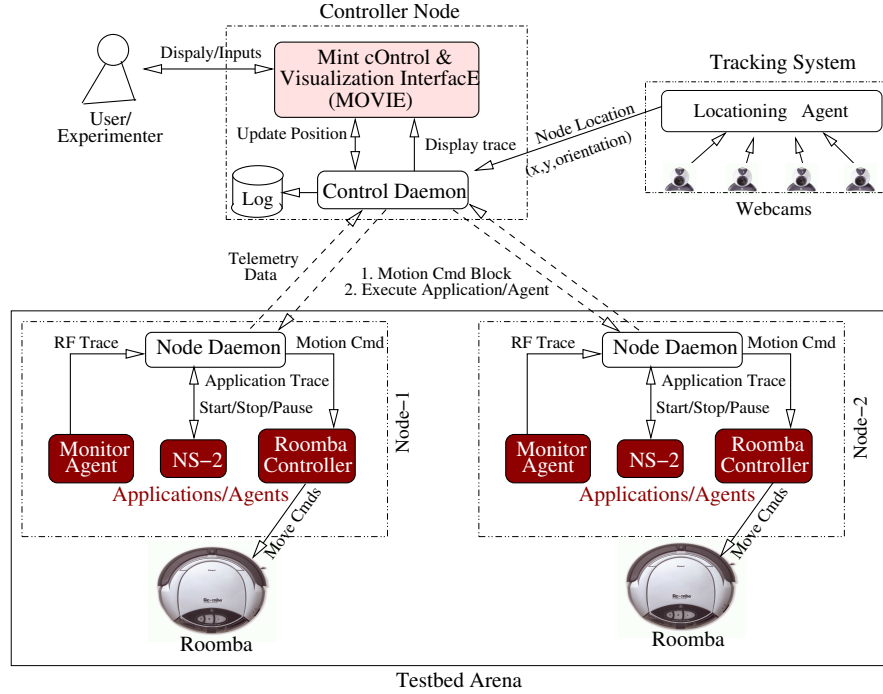 Controller Node
Dispaly/Inputs
Mint cOntrol &
Visualization InterfacE
(MOVIE)
User/
Experimenter
Tracking System
Locationing Agent
Webcams
Node Location
(x,y,orientation)
Update Position
Display trace
Control Daemon
Log
Telemetry
Data
1. Motion Cmd Block
2. Execute Application/Agent
RF Trace
Node Daemon
Motion Cmd
Application Trace
Start/Stop/Pause
Monitor
Agent
NS-2
Roomba
Controller
Applications/Agents
Move Cmds
Node-1
Roomba
RF Trace
Node Daemon
Motion Cmd
Application Trace
Start/Stop/Pause
Monitor
Agent
NS-2
Roomba
Controller
Applications/Agents
Move Cmds
Node-2
Roomba
Testbed Arena